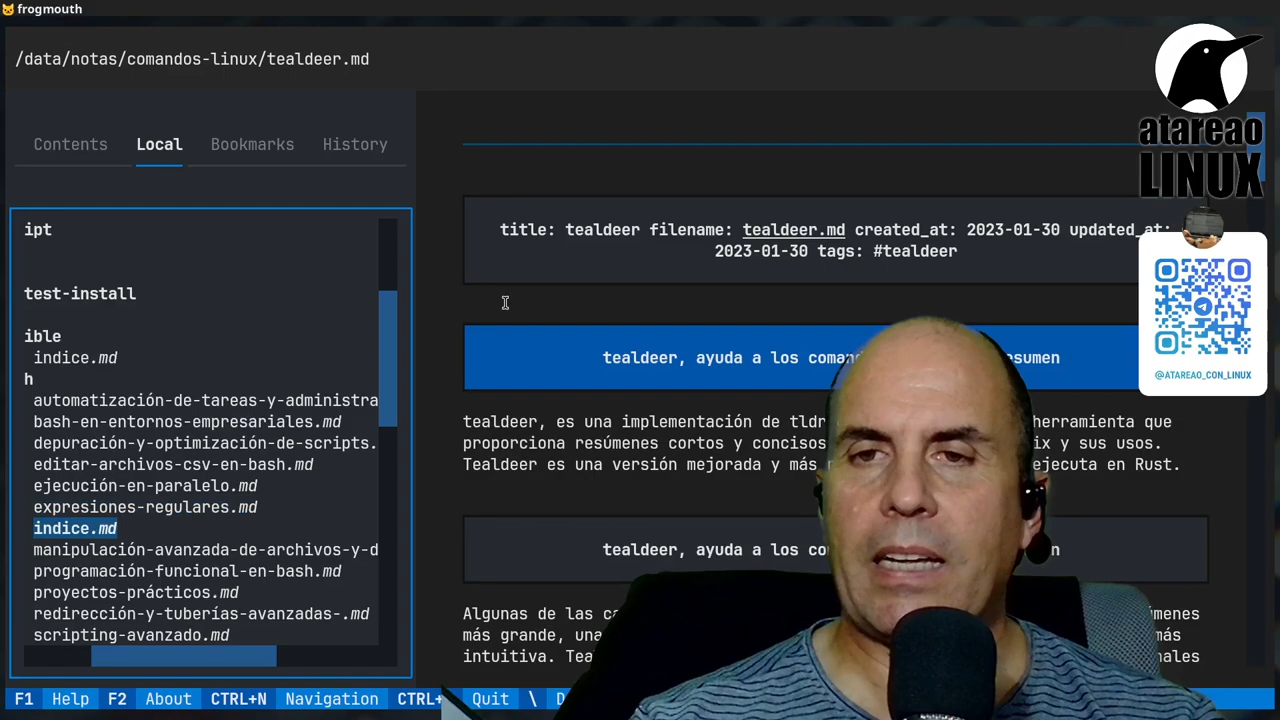 frogmouth
/data/notas/comandos-linux/tealdeer.md
atareao
LINUX
Contents Local Bookmarks History
ipt
test-install
ible
indice.md
h
automatización-de-tareas-y-administra
bash-en-entornos-empresariales.md
depuración-y-optimización-de-scripts.
editar-archivos-csv-en-bash.md
ejecución-en-paralelo.md
expresiones-regulares.md
indice.md
manipulación-avanzada-de-archivos-y-d
programación-funcional-en-bash.md
proyectos-prácticos.md
redirección-y-tuberías-avanzadas-.md
scripting-avanzado.md
title: tealdeer filename: tealdeer.md created_at: 2023-01-30 updated_at:
2023-01-30 tags: #tealdeer
tealdeer, ayuda a los coman esumen
tealdeer, es una implementación de tldr herramienta que
proporciona resúmenes cortos y concisos ix y sus usos.
Tealdeer es una versión mejorada y más ejecuta en Rust.
tealdeer, ayuda a los co n
Algunas de las ca úmenes
más grande, una más
intuitiva. Tea nales
@ATAREAO_CON_LINUX
F1 Help F2 About CTRL+N Navigation CTRL+ Quit \ D